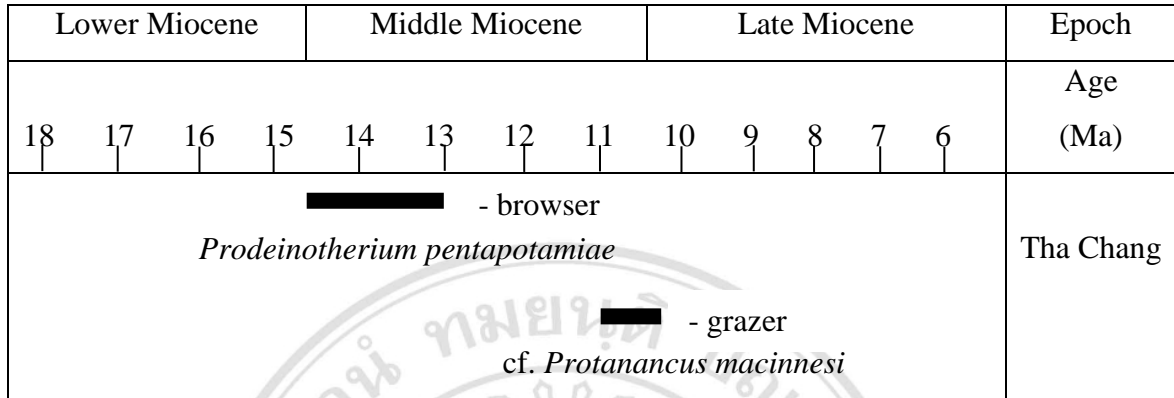 Lower Miocene Middle Miocene Late Miocene Epoch
Age
18 17 16 15 14 13 12 11 10 9 8 7 6 (Ma)
- browser
Prodeinotherium pentapotamiae Tha Chang
- grazer
cf. Protanancus macinnesi